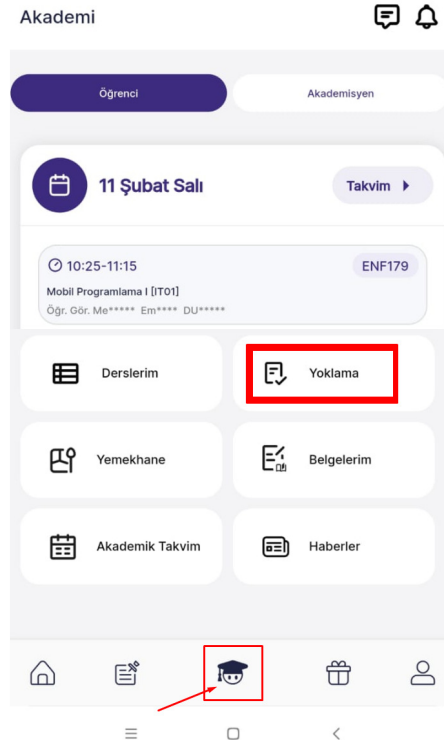 Akademi
Öğrenci
Akademisyen
11 Şubat Salı
Takvim
10:25-11:15
ENF179
Mobil Programlama I [IT01]
Öğr. Gör. Me***** Em**** DU*****
Derslerim
Yoklama
Yemekhane
Belgelerim
Akademik Takvim
Haberler